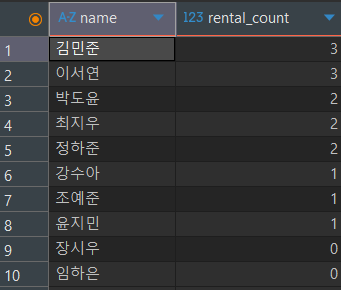 A-Z name 123 rental_count
1 김민준 3
2 이서연 3
3 박도윤 2
4 최지우 2
5 정하준 2
6 강수아 1
7 조예준 1
8 윤지민 1
9 장시우 0
10 임하은 0